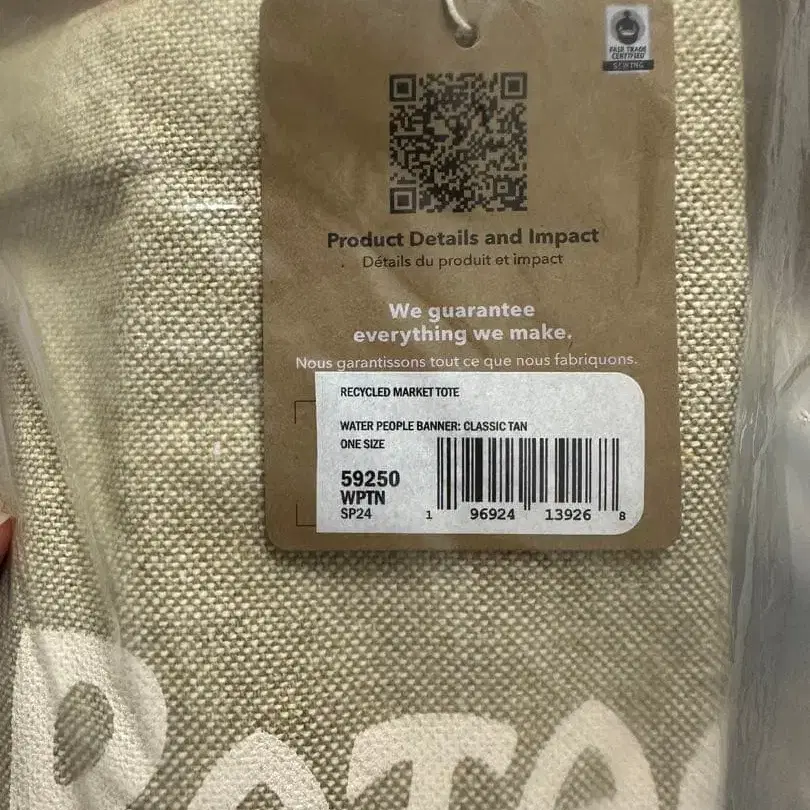 FAIR TRADE
CERTIFIED
SEWING
Product Details and Impact
Détails du produit et impact
We guarantee
everything we make.
Nous garantissons tout ce que nous fabriquons.
RECYCLED MARKET TOTE
WATER PEOPLE BANNER: CLASSIC TAN
ONE SIZE
59250
WPTN
SP24
1 96924 13926 8